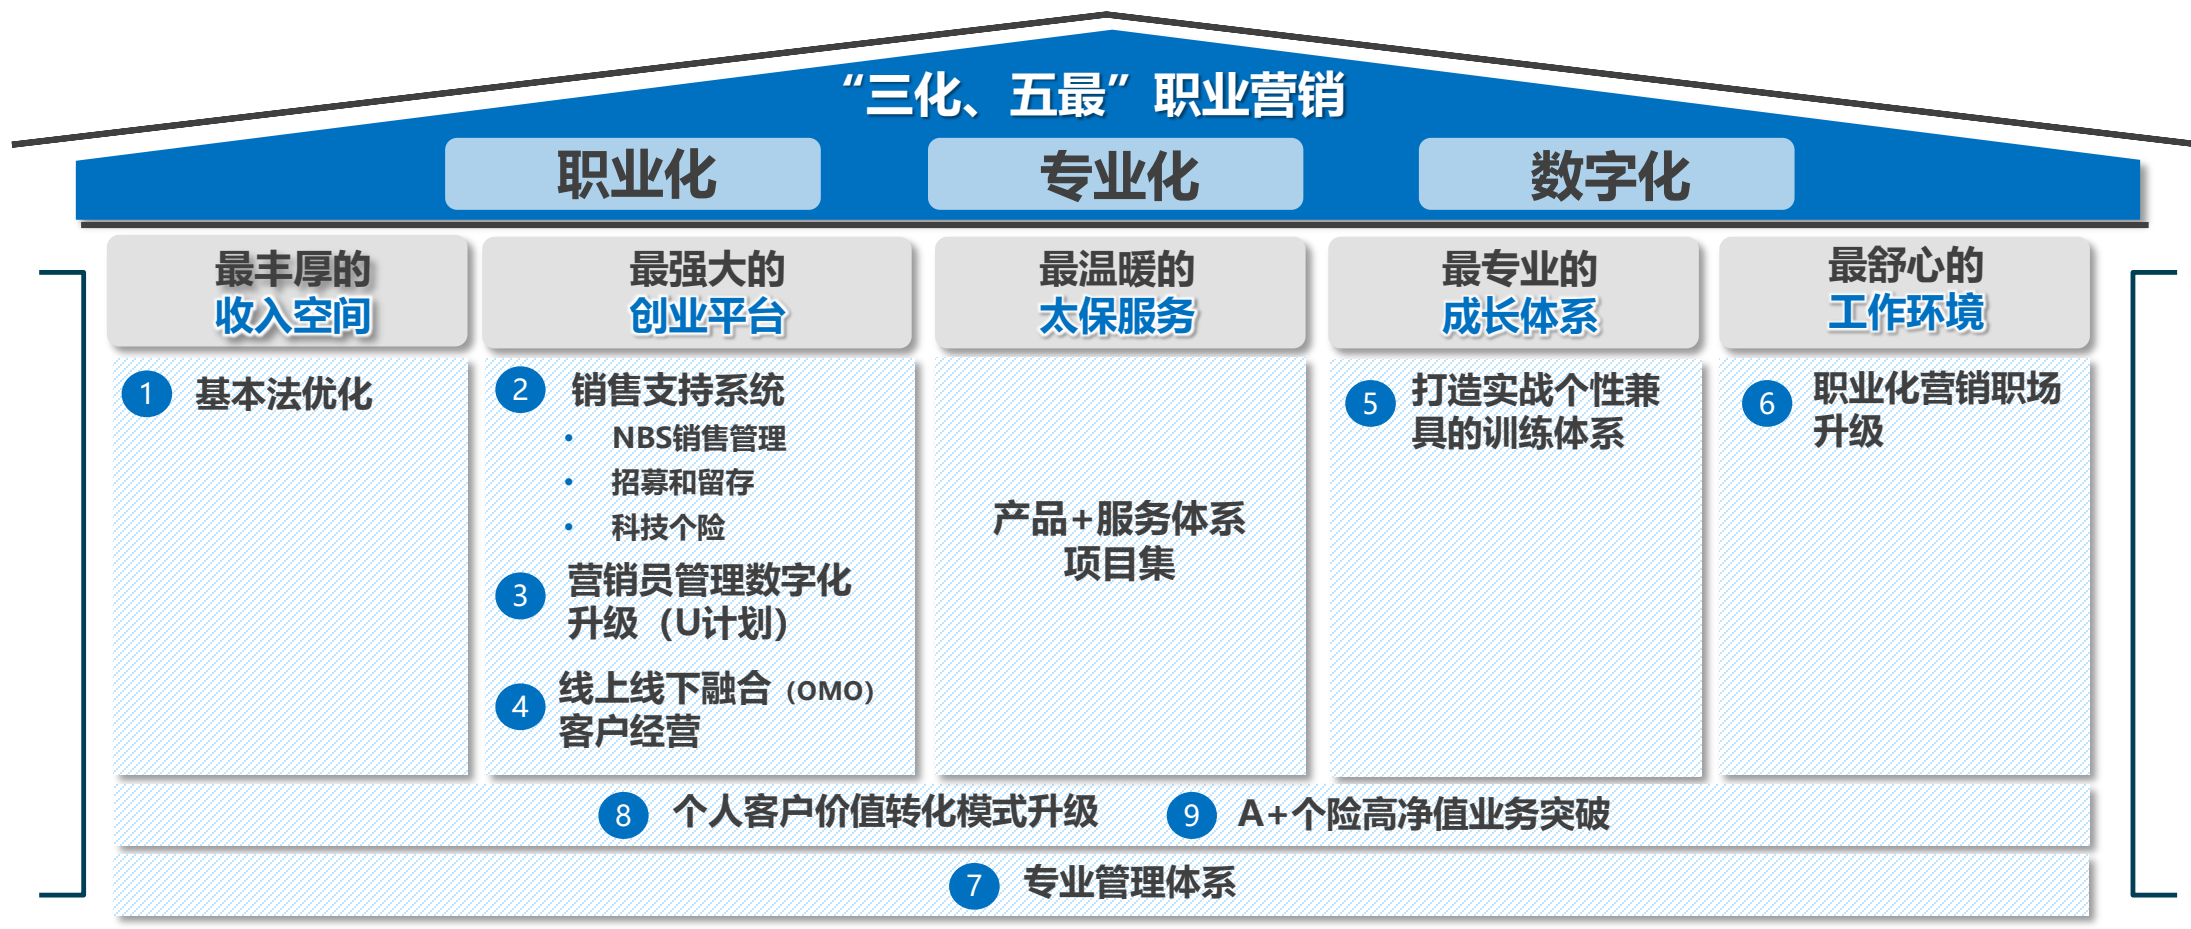 “三化、五最”职业营销
职业化
专业化
数字化
最丰厚的
收入空间
最强大的
创业平台
最温暖的
太保服务
最专业的
成长体系
最舒心的
工作环境
1 基本法优化
2 销售支持系统
• NBS销售管理
• 招募和留存
• 科技个险
3 营销员管理数字化
升级（U计划）
4 线上线下融合（OMO）
客户经营
产品+服务体系
项目集
5 打造实战个性兼
具的训练体系
6 职业化营销职场
升级
8 个人客户价值转化模式升级
9 A+个险高净值业务突破
7 专业管理体系